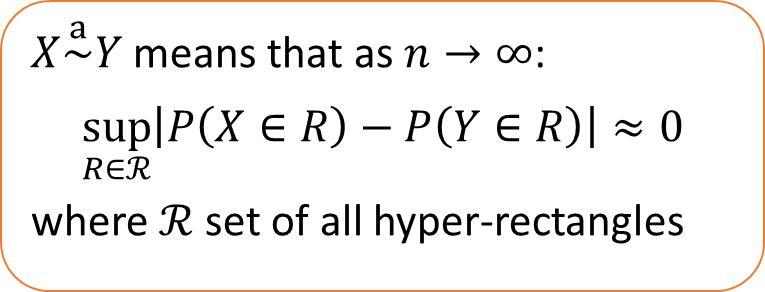 X a~ Y means that as n → ∞:
sup|P(X ∈ R) − P(Y ∈ R)| ≈ 0
R∈ℛ
where ℛ set of all hyper-rectangles